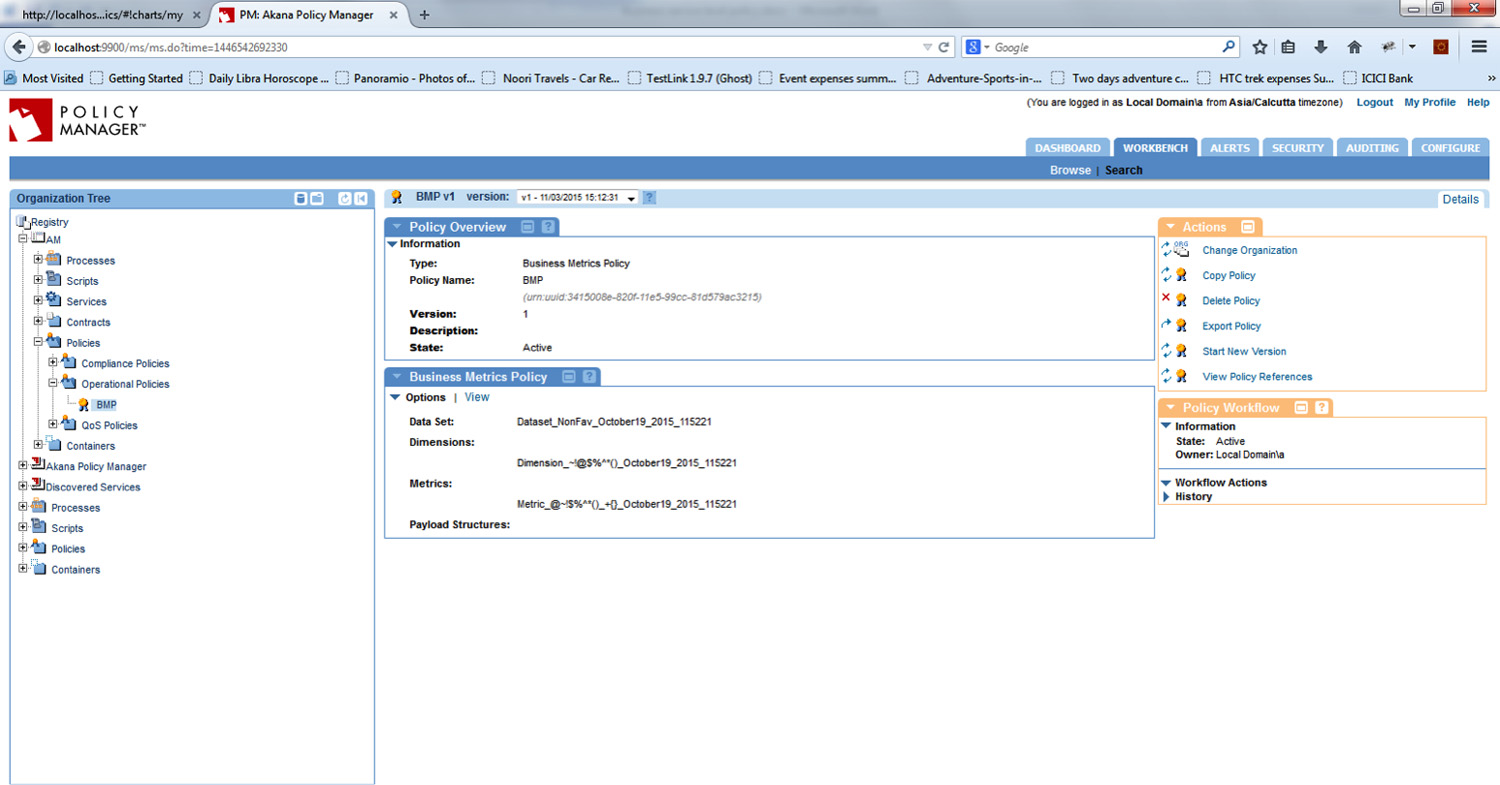 http://localhos...ics/#!charts/my
PM: Akana Policy Manager
localhost:9900/ms/ms.do?time=1446542692330
Google
Most Visited Getting Started Daily Libra Horoscope ... Panoramio - Photos of... Noori Travels - Car Re... TestLink 1.9.7 (Ghost) Event expenses summ... Adventure-Sports-in-... Two days adventure c... HTC trek expenses Su... ICICI Bank »
POLICY
MANAGER™
(You are logged in as Local Domain\a from Asia/Calcutta timezone) Logout My Profile Help
DASHBOARD WORKBENCH ALERTS SECURITY AUDITING CONFIGURE
Browse | Search
Organization Tree
Registry
AM
Processes
Scripts
Services
Contracts
Policies
Compliance Policies
Operational Policies
BMP
QoS Policies
Containers
Akana Policy Manager
Discovered Services
Processes
Scripts
Policies
Containers
BMP v1 version: v1 - 11/03/2015 15:12:31 ?
Details
Policy Overview ?
Information
Type: Business Metrics Policy
Policy Name: BMP
(urn:uuid:3415008e-820f-11e5-99cc-81d579ac3215)
Version: 1
Description:
State: Active
Business Metrics Policy ?
Options | View
Data Set: Dataset_NonFav_October19_2015_115221
Dimensions:
Dimension_~!@$%^*()_October19_2015_115221
Metrics:
Metric_@~!$%^*()_+{}_October19_2015_115221
Payload Structures:
Actions
ORG Change Organization
Copy Policy
Delete Policy
Export Policy
Start New Version
View Policy References
Policy Workflow ?
Information
State: Active
Owner: Local Domain\a
Workflow Actions
History